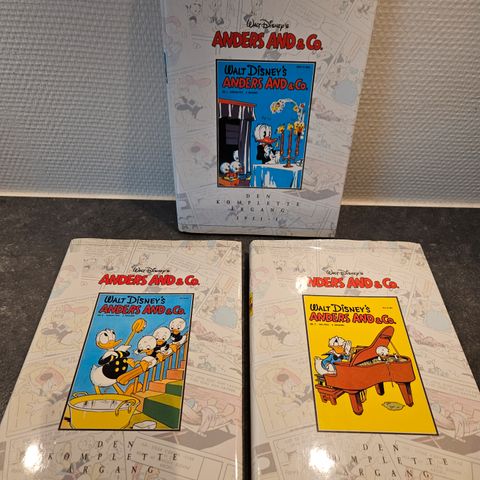 Walt Disney's
ANDERS AND & Co.
WALT DISNEY'S
ANDERS AND & Co.
DEN
KOMPLETTE
ÅRGANG
Walt Disney's
ANDERS AND & Co.
WALT DISNEY'S
ANDERS AND & Co.
DEN
KOMPLETTE
ÅRGANG
Walt Disney's
ANDERS AND & Co.
WALT DISNEY'S
ANDERS AND & Co.
DEN
KOMPLETTE
ÅRGANG